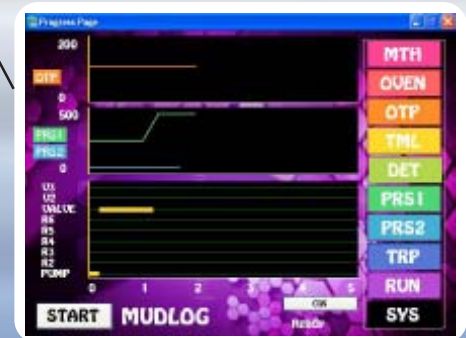 Progress Page
200
OTP
0
500
PRS1
PRS2
0
V3
V2
VALVE
R6
R5
R4
R3
R2
PUMP
0 1 2 3 4 5
MTH
OVEN
OTP
TML
DET
PRS1
PRS2
TRP
RUN
SYS
START MUDLOG
Ready